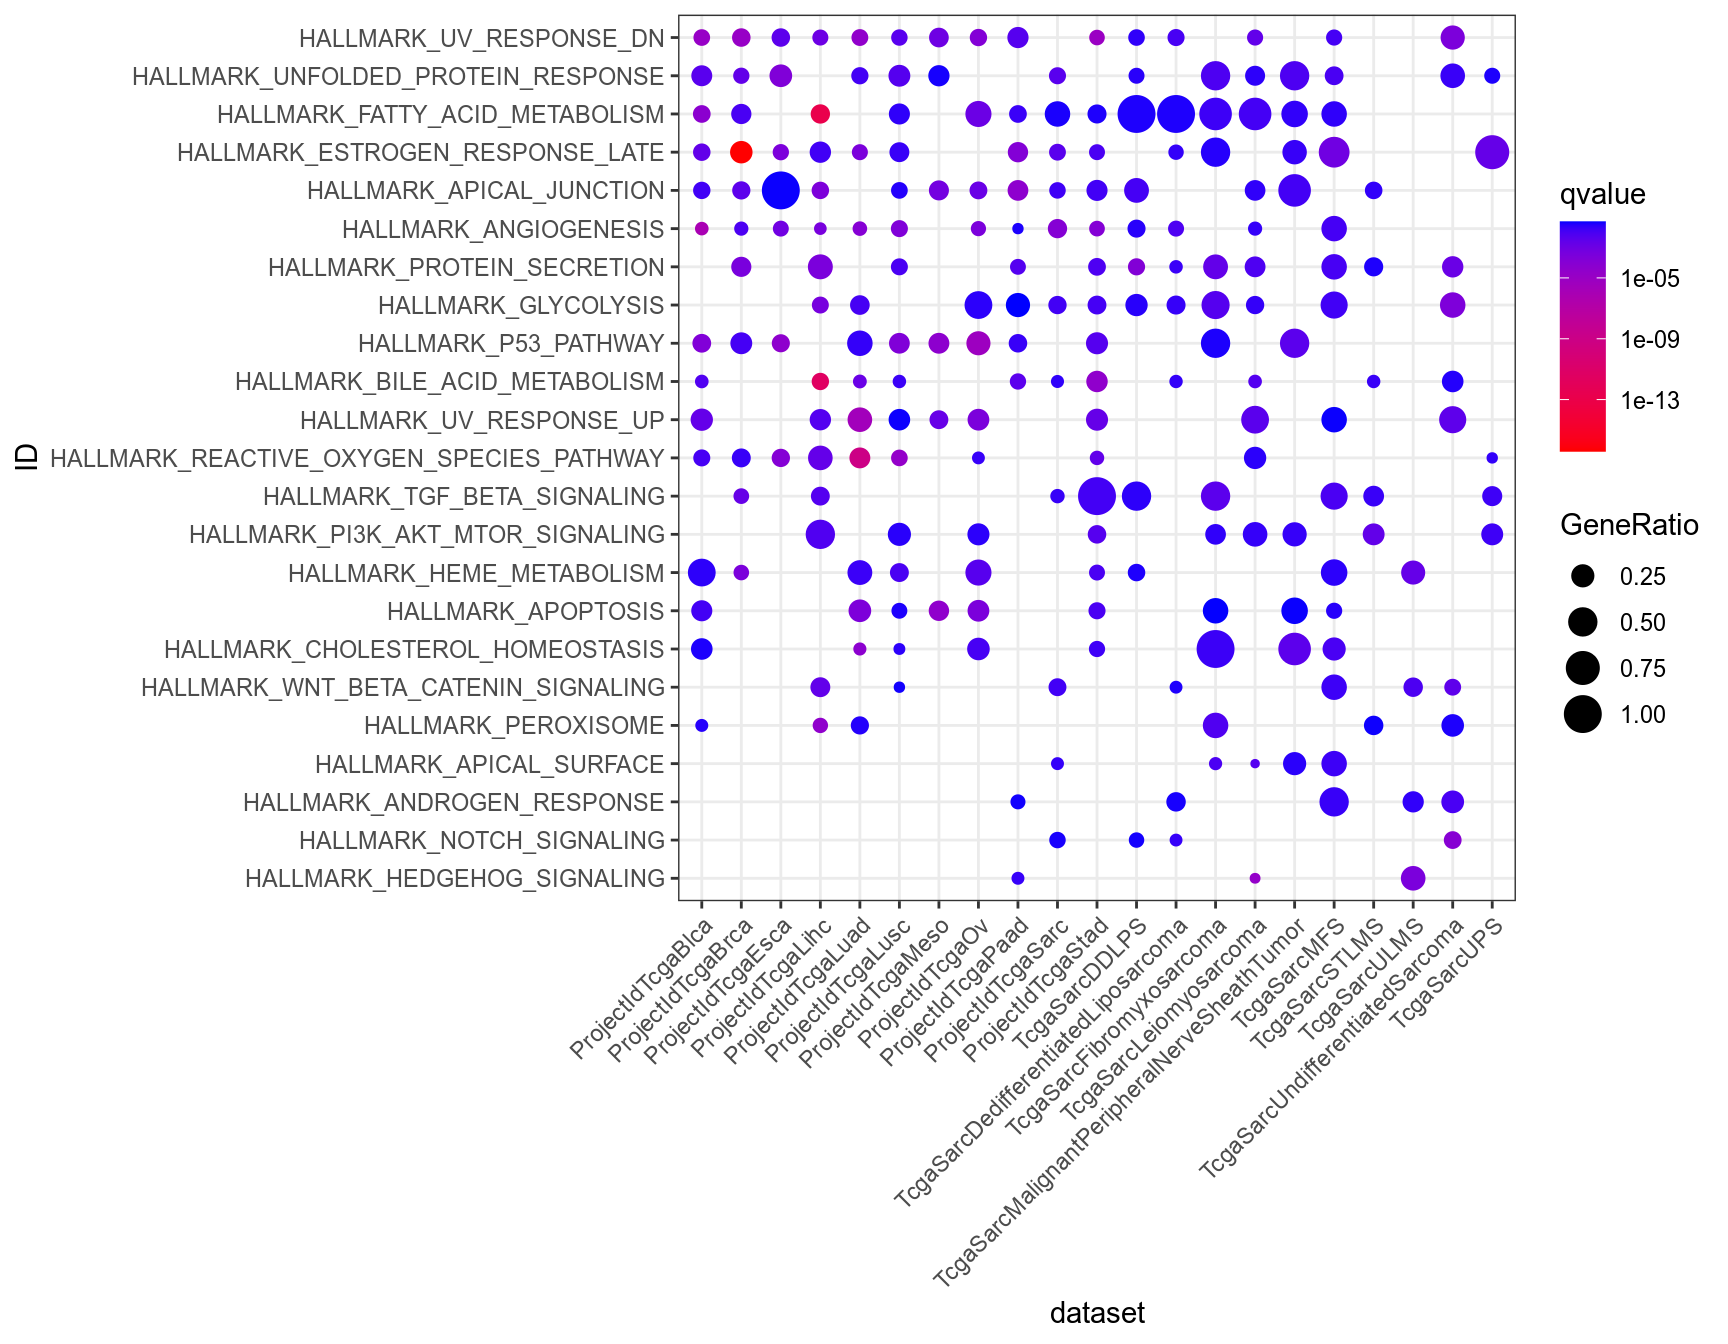 HALLMARK_UV_RESPONSE_DN
HALLMARK_UNFOLDED_PROTEIN_RESPONSE
HALLMARK_FATTY_ACID_METABOLISM
HALLMARK_ESTROGEN_RESPONSE_LATE
HALLMARK_APICAL_JUNCTION
HALLMARK_ANGIOGENESIS
HALLMARK_PROTEIN_SECRETION
HALLMARK_GLYCOLYSIS
HALLMARK_P53_PATHWAY
HALLMARK_BILE_ACID_METABOLISM
HALLMARK_UV_RESPONSE_UP
HALLMARK_REACTIVE_OXYGEN_SPECIES_PATHWAY
HALLMARK_TGF_BETA_SIGNALING
HALLMARK_PI3K_AKT_MTOR_SIGNALING
HALLMARK_HEME_METABOLISM
HALLMARK_APOPTOSIS
HALLMARK_CHOLESTEROL_HOMEOSTASIS
HALLMARK_WNT_BETA_CATENIN_SIGNALING
HALLMARK_PEROXISOME
HALLMARK_APICAL_SURFACE
HALLMARK_ANDROGEN_RESPONSE
HALLMARK_NOTCH_SIGNALING
HALLMARK_HEDGEHOG_SIGNALING
ID
ProjectIdTcgaBlca
ProjectIdTcgaBrca
ProjectIdTcgaEsca
ProjectIdTcgaLihc
ProjectIdTcgaLuad
ProjectIdTcgaLusc
ProjectIdTcgaMeso
ProjectIdTcgaOv
ProjectIdTcgaPaad
ProjectIdTcgaSarc
ProjectIdTcgaStad
TcgaSarcDDLPS
TcgaSarcDedifferentiatedLiposarcoma
TcgaSarcFibromyxosarcoma
TcgaSarcLeiomyosarcoma
TcgaSarcMalignantPeripheralNerveSheathTumor
TcgaSarcMFS
TcgaSarcSTLMS
TcgaSarcULMS
TcgaSarcUndifferentiatedSarcoma
TcgaSarcUPS
dataset
qvalue
1e-05
1e-09
1e-13
GeneRatio
0.25
0.50
0.75
1.00